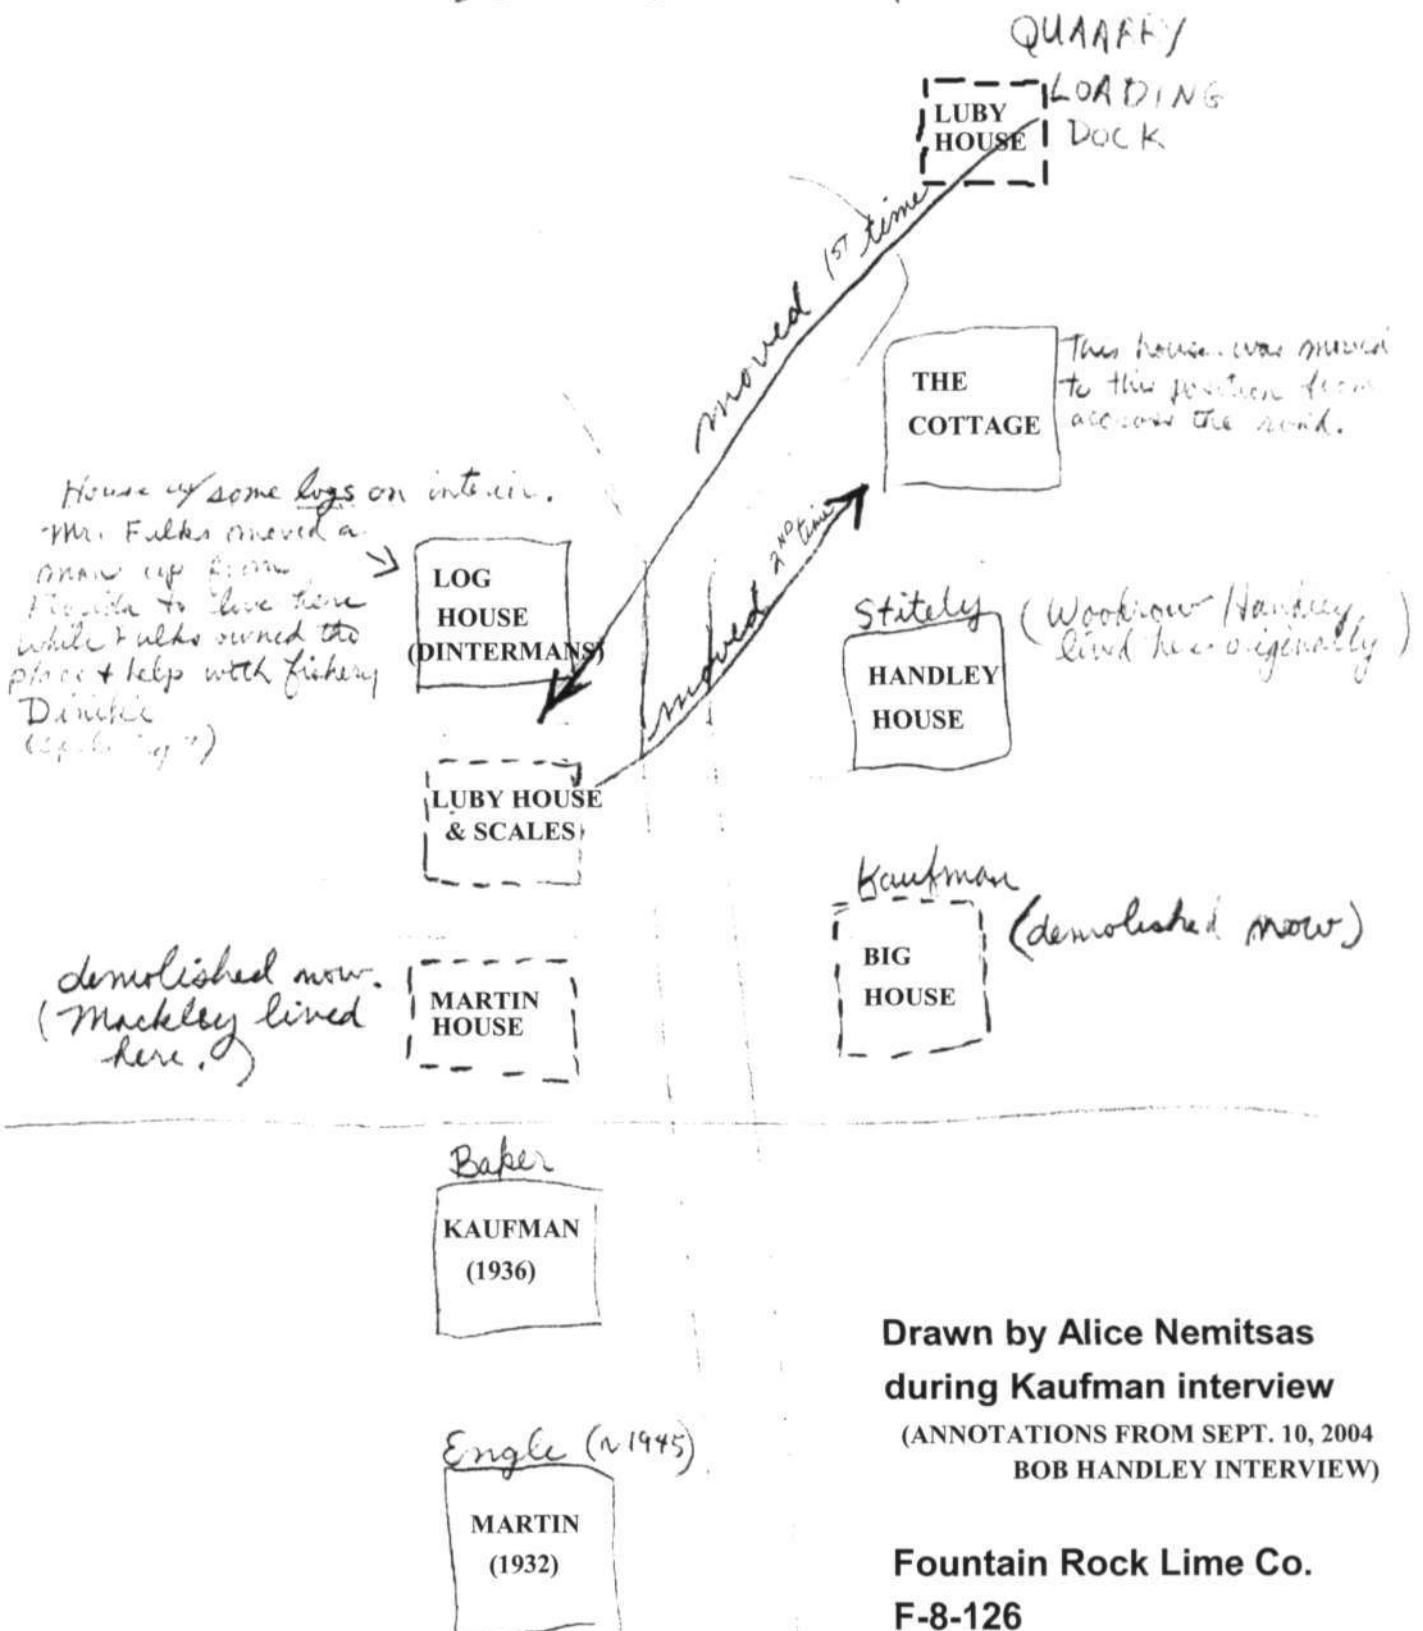 QUARRY
LOADING
DOCK
LUBY
HOUSE
moved 1ST time
THE
COTTAGE
This house was moved
to this position from
accross the road.
House w/ some logs on interior.
Mr. Fulks moved a
man up from
Florida to live here
while Fulks owned the
place & help with fishery
LOG
HOUSE
(DINTERMANS)
moved 2ND time
Stitely (Wookrow Handley,
lived here origenally)
HANDLEY
HOUSE
LUBY HOUSE
& SCALES
Kaufman
(demolished now)
BIG
HOUSE
demolished now.
(Mackley lived
here.)
MARTIN
HOUSE
Baker
KAUFMAN
(1936)
Engle (~1945)
MARTIN
(1932)
Drawn by Alice Nemitsas
during Kaufman interview
(ANNOTATIONS FROM SEPT. 10, 2004
BOB HANDLEY INTERVIEW)
Fountain Rock Lime Co.
F-8-126